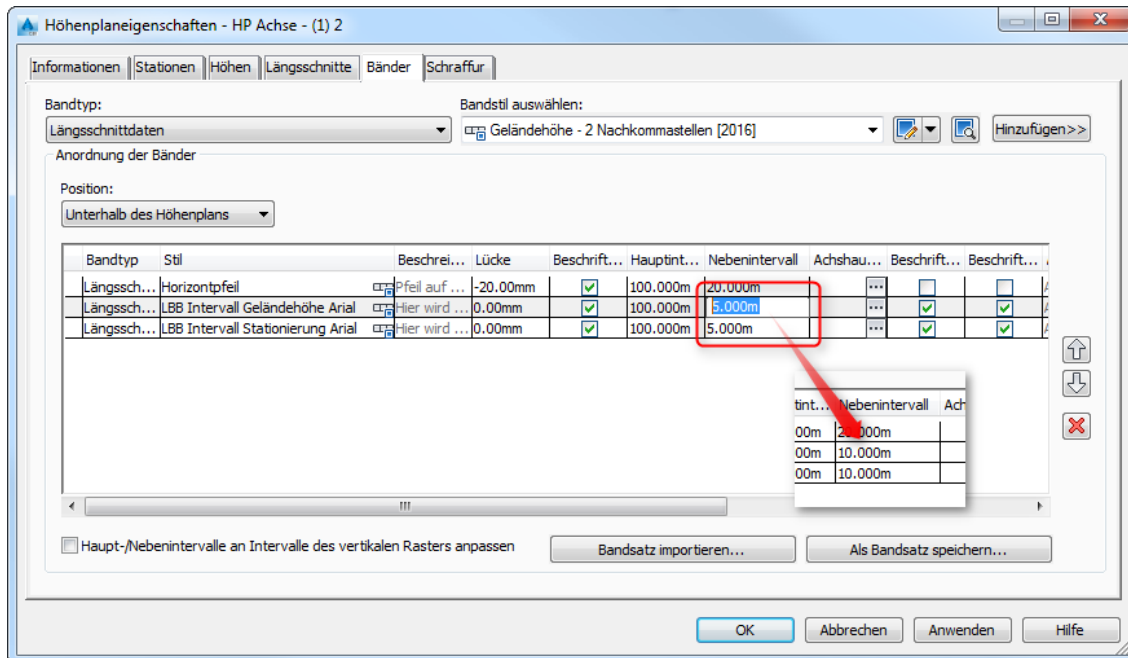 Höhenplaneigenschaften - HP Achse - (1) 2
Informationen Stationen Höhen Längsschnitte Bänder Schraffur
Bandtyp: Bandstil auswählen:
Längsschnittdaten Geländehöhe - 2 Nachkommastellen [2016] Hinzufügen>>
Anordnung der Bänder
Position:
Unterhalb des Höhenplans
Bandtyp Stil Beschrei... Lücke Beschrift... Hauptint... Nebenintervall Achshau... Beschrift... Beschrift...
Längssch... Horizontpfeil Pfeil auf ... -20.00mm 100.000m 20.000m ...
Längssch... LBB Intervall Geländehöhe Arial Hier wird ... 0.00mm 100.000m 5.000m ...
Längssch... LBB Intervall Stationierung Arial Hier wird ... 0.00mm 100.000m 5.000m ...
tint... Nebenintervall Ach
00m 20.000m
00m 10.000m
00m 10.000m
Haupt-/Nebenintervalle an Intervalle des vertikalen Rasters anpassen Bandsatz importieren... Als Bandsatz speichern...
OK Abbrechen Anwenden Hilfe